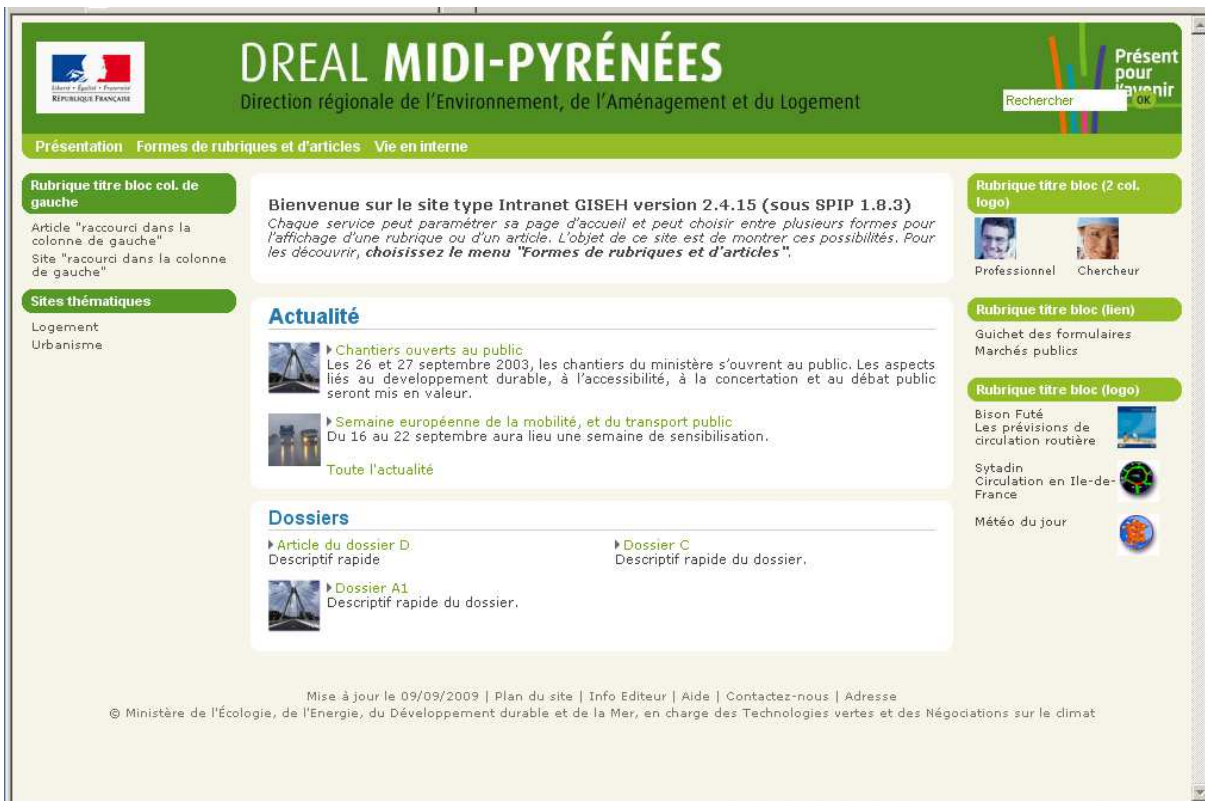 Liberté • Égalité • Fraternité
RÉPUBLIQUE FRANÇAISE
DREAL MIDI-PYRÉNÉES
Direction régionale de l'Environnement, de l'Aménagement et du Logement
Présent
pour
l'avenir
Rechercher
OK
Présentation Formes de rubriques et d'articles Vie en interne
Rubrique titre bloc col. de
gauche
Article "raccourci dans la
colonne de gauche"
Site "racourci dans la colonne
de gauche"
Sites thématiques
Logement
Urbanisme
Bienvenue sur le site type Intranet GISEH version 2.4.15 (sous SPIP 1.8.3)
Chaque service peut paramétrer sa page d'accueil et peut choisir entre plusieurs formes pour
l'affichage d'une rubrique ou d'un article. L'objet de ce site est de montrer ces possibilités. Pour
les découvrir, choisissez le menu "Formes de rubriques et d'articles".
Actualité
Chantiers ouverts au public
Les 26 et 27 septembre 2003, les chantiers du ministère s'ouvrent au public. Les aspects
liés au developpement durable, à l'accessibilité, à la concertation et au débat public
seront mis en valeur.
Semaine européenne de la mobilité, et du transport public
Du 16 au 22 septembre aura lieu une semaine de sensibilisation.
Toute l'actualité
Dossiers
Article du dossier D
Descriptif rapide
Dossier C
Descriptif rapide du dossier.
Dossier A1
Descriptif rapide du dossier.
Rubrique titre bloc (2 col.
logo)
Professionnel Chercheur
Rubrique titre bloc (lien)
Guichet des formulaires
Marchés publics
Rubrique titre bloc (logo)
Bison Futé
Les prévisions de
circulation routière
Sytadin
Circulation en Ile-de-
France
Météo du jour
Mise à jour le 09/09/2009 | Plan du site | Info Editeur | Aide | Contactez-nous | Adresse
© Ministère de l'Écologie, de l'Energie, du Développement durable et de la Mer, en charge des Technologies vertes et des Négociations sur le climat